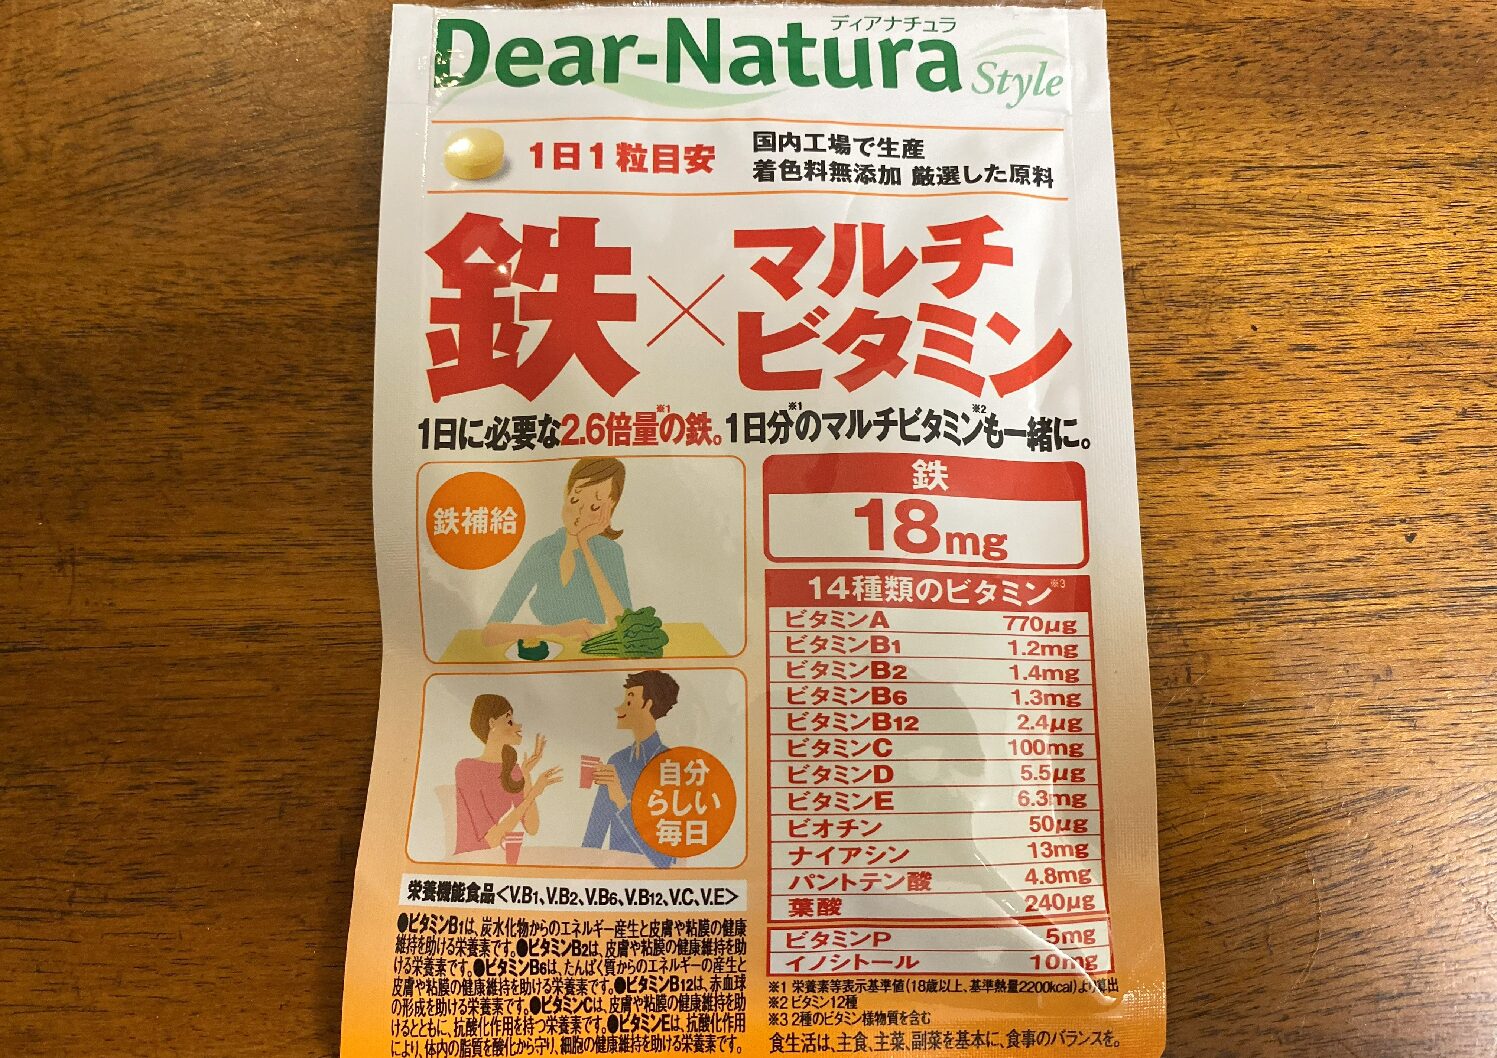 ディアナチュラ
Dear-Natura
Style
1日1粒目安
国内工場で生産
着色料無添加 厳選した原料
鉄×マルチ
ビタミン
1日に必要な2.6倍量※1の鉄。1日分※1のマルチビタミン※2も一緒に。
鉄補給
鉄
18mg
14種類のビタミン※3
ビタミンA 770μg
ビタミンB1 1.2mg
ビタミンB2 1.4mg
ビタミンB6 1.3mg
ビタミンB12 2.4μg
ビタミンC 100mg
ビタミンD 5.5μg
ビタミンE 6.3mg
ビオチン 50μg
ナイアシン 13mg
パントテン酸 4.8mg
葉酸 240μg
ビタミンP 5mg
イノシトール 10mg
自分
らしい
毎日
栄養機能食品<V.B1、V.B2、V.B6、V.B12、V.C、V.E>
●ビタミンB1は、炭水化物からのエネルギー産生と皮膚や粘膜の健康
維持を助ける栄養素です。●ビタミンB2は、皮膚や粘膜の健康維持を助
ける栄養素です。●ビタミンB6は、たんぱく質からのエネルギーの産生と
皮膚や粘膜の健康維持を助ける栄養素です。●ビタミンB12は、赤血球
の形成を助ける栄養素です。●ビタミンCは、皮膚や粘膜の健康維持を助
けるとともに、抗酸化作用を持つ栄養素です。●ビタミンEは、抗酸化作用
により、体内の脂質を酸化から守り、細胞の健康維持を助ける栄養素です。
※1 栄養素等表示基準値(18歳以上、基準熱量2200kcal)より算出
※2 ビタミン12種
※3 2種のビタミン様物質を含む
食生活は、主食、主菜、副菜を基本に、食事のバランスを。